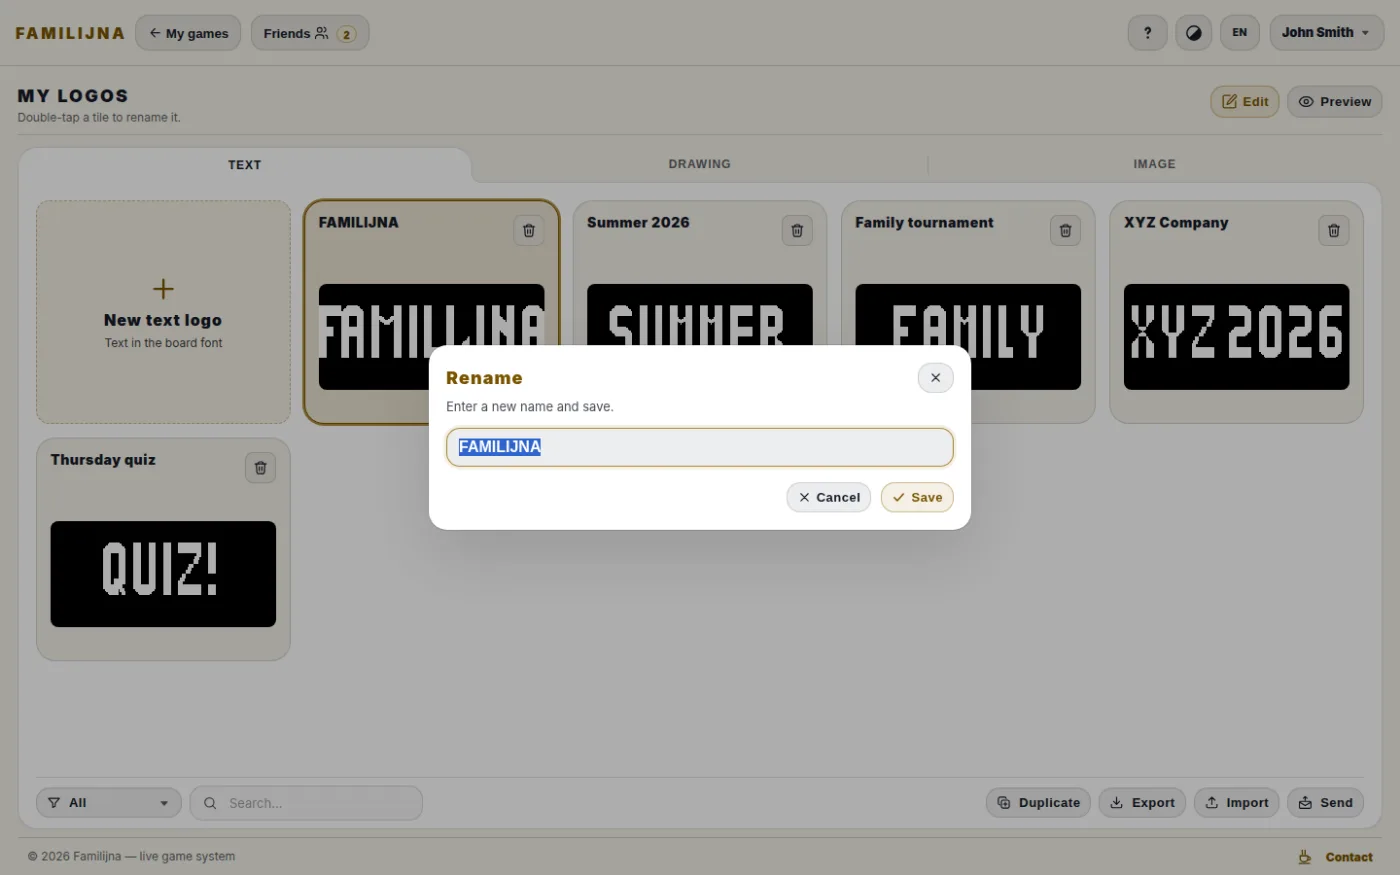 FAMILIJNA
My games
Friends
2
?
EN
John Smith
MY LOGOS
Double-tap a tile to rename it.
Edit
Preview
TEXT
DRAWING
IMAGE
New text logo
Text in the board font
FAMILIJNA
FAMILIJNA
Summer 2026
SUMMER
Family tournament
FAMILY
XYZ Company
XYZ 2026
Thursday quiz
QUIZ!
Rename
Enter a new name and save.
FAMILIJNA
Cancel
Save
All
Search...
Duplicate
Export
Import
Send
© 2026 Familijna — live game system
Contact